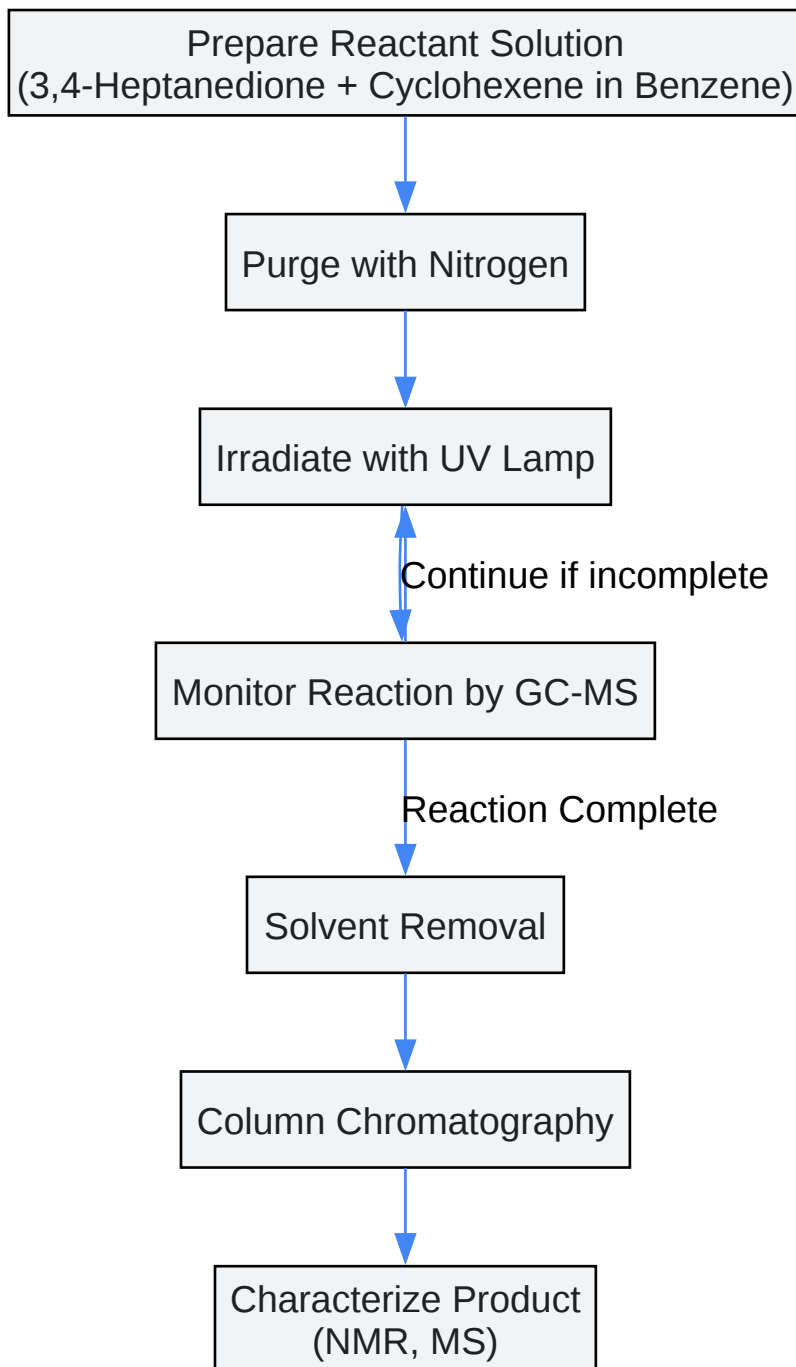 Prepare Reactant Solution
(3,4-Heptanedione + Cyclohexene in Benzene)
Purge with Nitrogen
Irradiate with UV Lamp
Continue if incomplete
Monitor Reaction by GC-MS
Reaction Complete
Solvent Removal
Column Chromatography
Characterize Product
(NMR, MS)